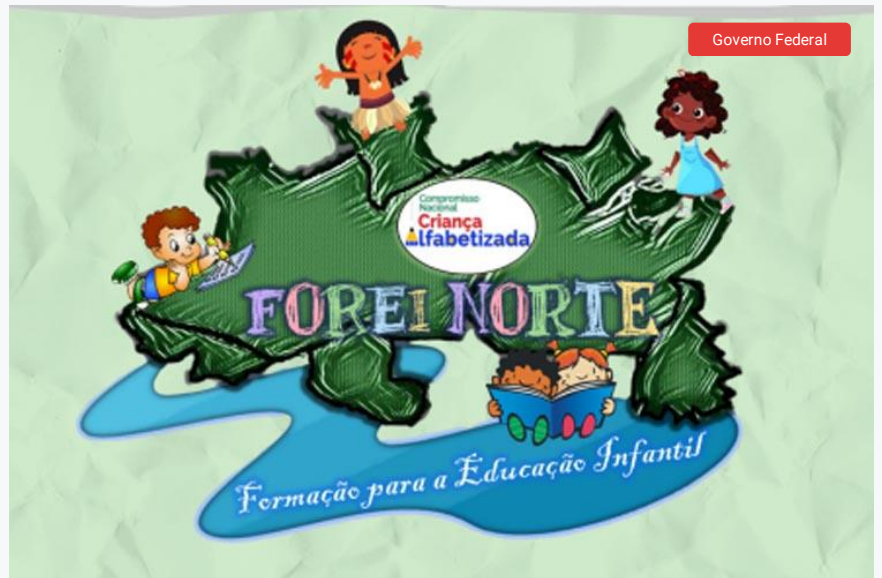 Governo Federal
Compromisso
Nacional
Criança
Alfabetizada
FOREI NORTE
Formação para a Educação Infantil